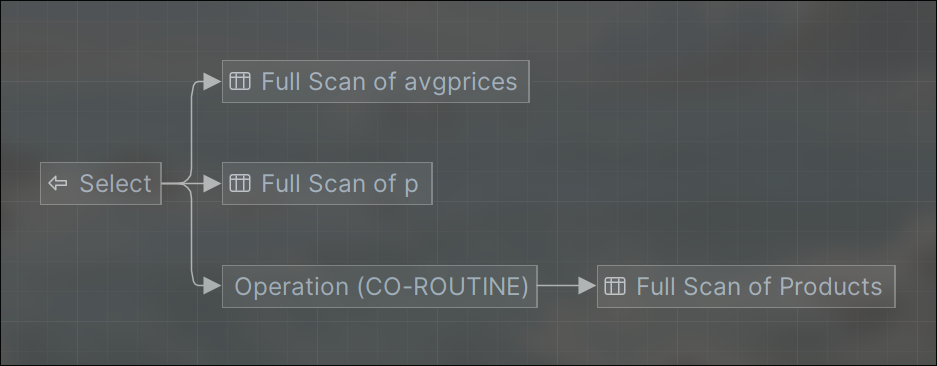 Full Scan of avgprices
Select
Full Scan of p
Operation (CO-ROUTINE)
Full Scan of Products